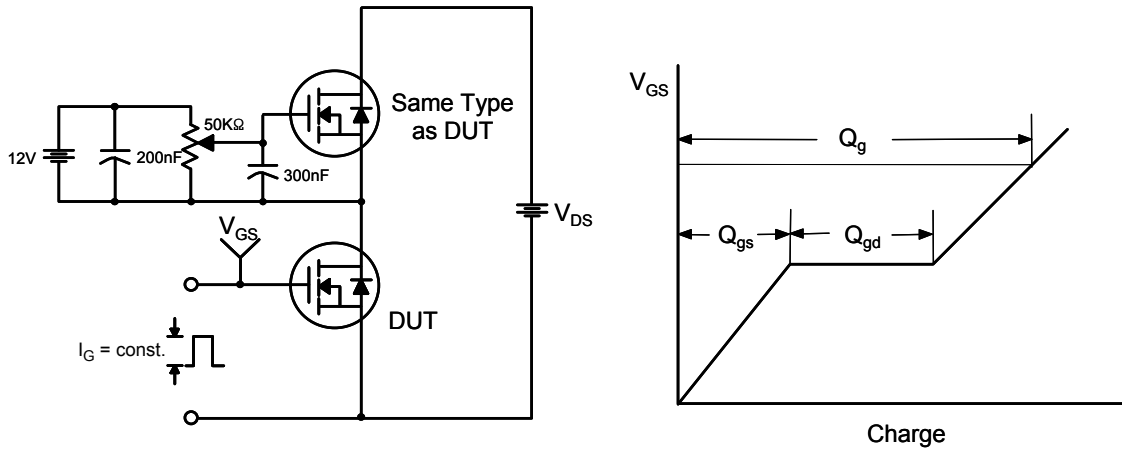 Same Type
as DUT
50KΩ
12V
200nF
300nF
V_DS
V_GS
DUT
I_G = const.
V_GS
Q_g
Q_gs
Q_gd
Charge